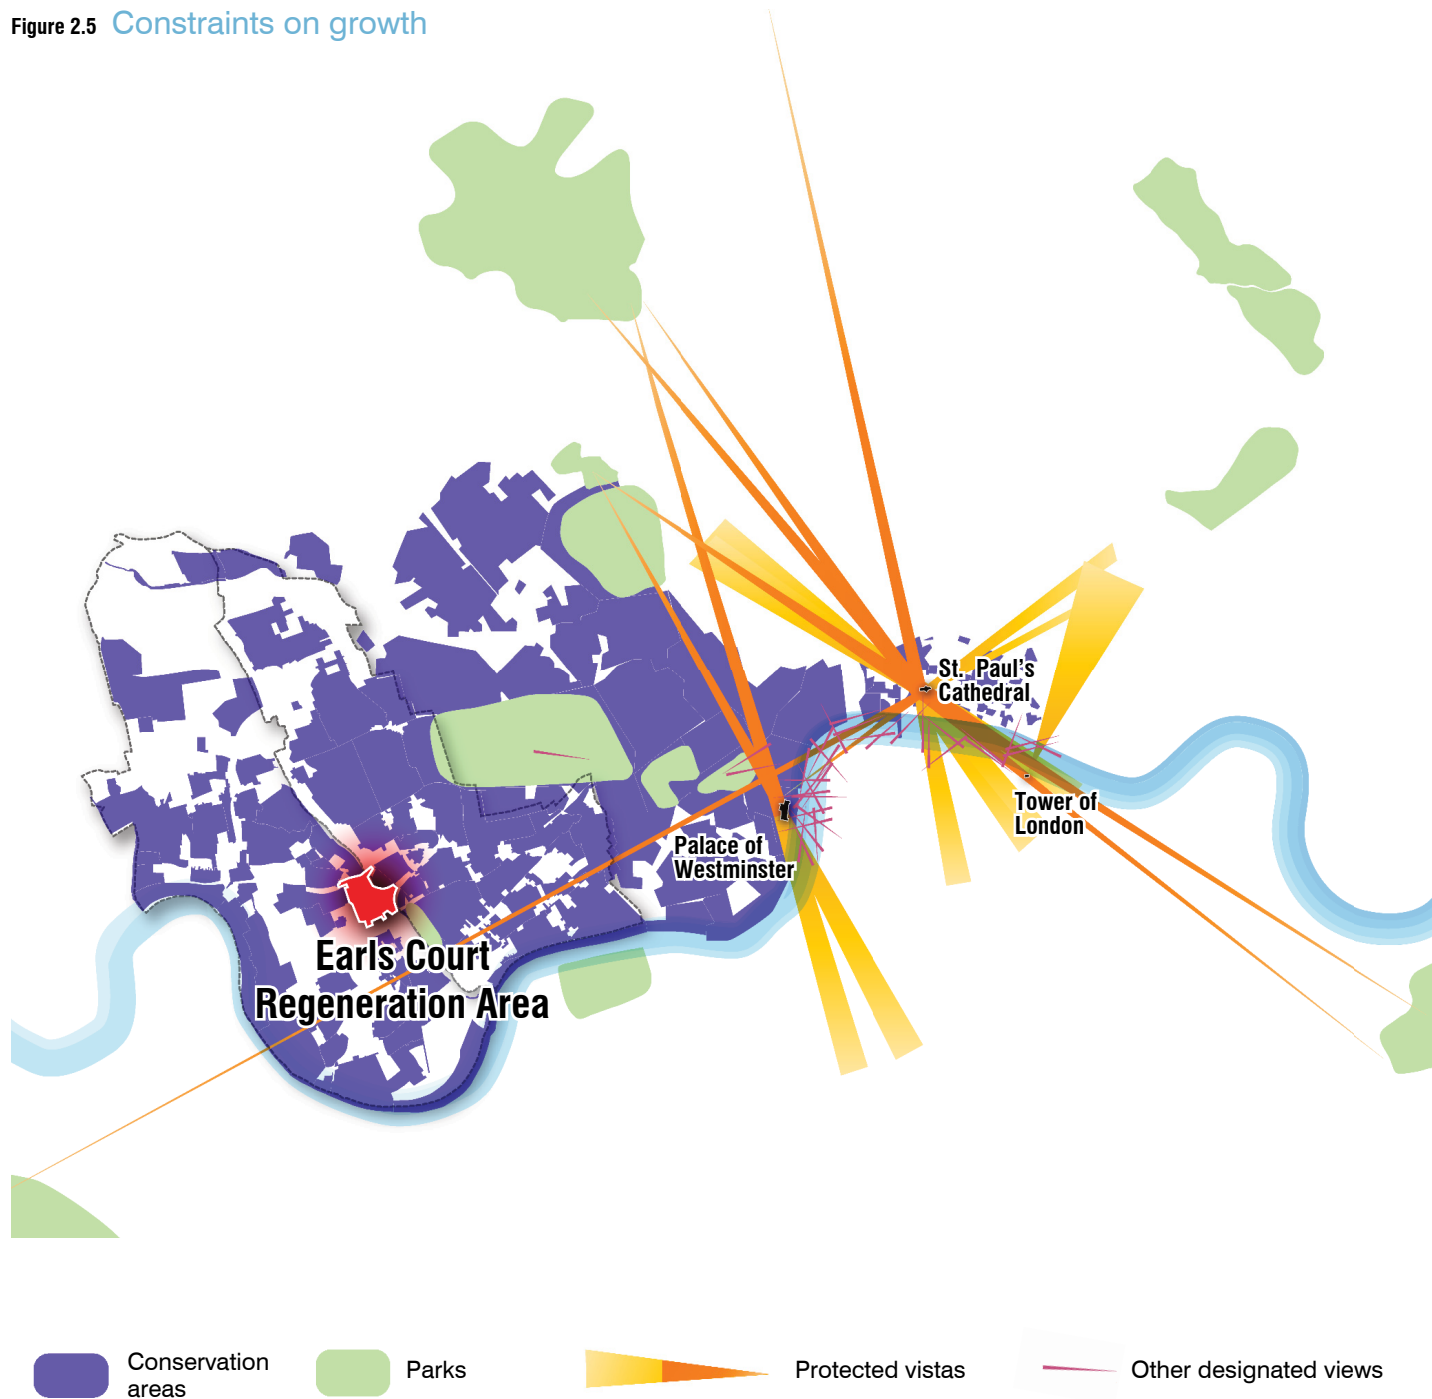 Figure 2.5 Constraints on growth
St. Paul's
Cathedral
Tower of
London
Palace of
Westminster
Earls Court
Regeneration Area
Conservation
areas
Parks
Protected vistas
Other designated views